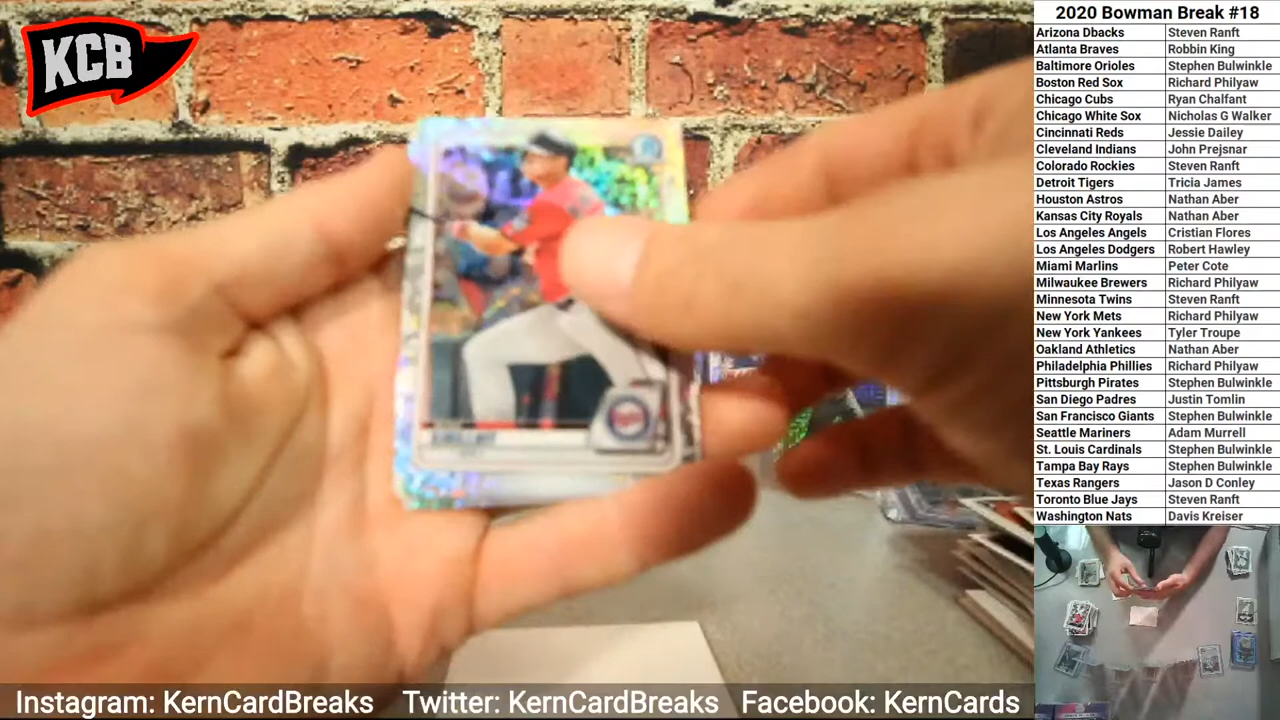 KCB
2020 Bowman Break #18
Arizona Dbacks Steven Ranft
Atlanta Braves Robbin King
Baltimore Orioles Stephen Bulwinkle
Boston Red Sox Richard Philyaw
Chicago Cubs Ryan Chalfant
Chicago White Sox Nicholas G Walker
Cincinnati Reds Jessie Dailey
Cleveland Indians John Prejsnar
Colorado Rockies Steven Ranft
Detroit Tigers Tricia James
Houston Astros Nathan Aber
Kansas City Royals Nathan Aber
Los Angeles Angels Cristian Flores
Los Angeles Dodgers Robert Hawley
Miami Marlins Peter Cote
Milwaukee Brewers Richard Philyaw
Minnesota Twins Steven Ranft
New York Mets Richard Philyaw
New York Yankees Tyler Troupe
Oakland Athletics Nathan Aber
Philadelphia Phillies Richard Philyaw
Pittsburgh Pirates Stephen Bulwinkle
San Diego Padres Justin Tomlin
San Francisco Giants Stephen Bulwinkle
Seattle Mariners Adam Murrell
St. Louis Cardinals Stephen Bulwinkle
Tampa Bay Rays Stephen Bulwinkle
Texas Rangers Jason D Conley
Toronto Blue Jays Steven Ranft
Washington Nats Davis Kreiser
Instagram: KernCardBreaks Twitter: KernCardBreaks Facebook: KernCards